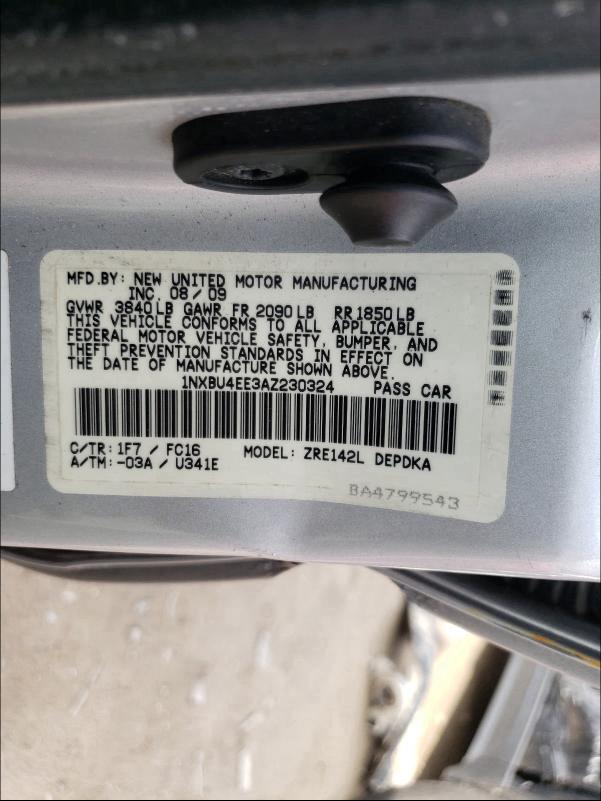 MFD.BY: NEW UNITED MOTOR MANUFACTURING
INC. 08/09
GVWR 3840LB GAWR FR 2090LB RR1850LB
THIS VEHICLE CONFORMS TO ALL APPLICABLE
FEDERAL MOTOR VEHICLE SAFETY, BUMPER, AND
THEFT PREVENTION STANDARDS IN EFFECT ON
THE DATE OF MANUFACTURE SHOWN ABOVE.
1NXBU4EE3AZ230324 PASS CAR
C/TR: 1F7 / FC16 MODEL: ZRE142L DEPDKA
A/TM: -03A / U341E
BA4799543